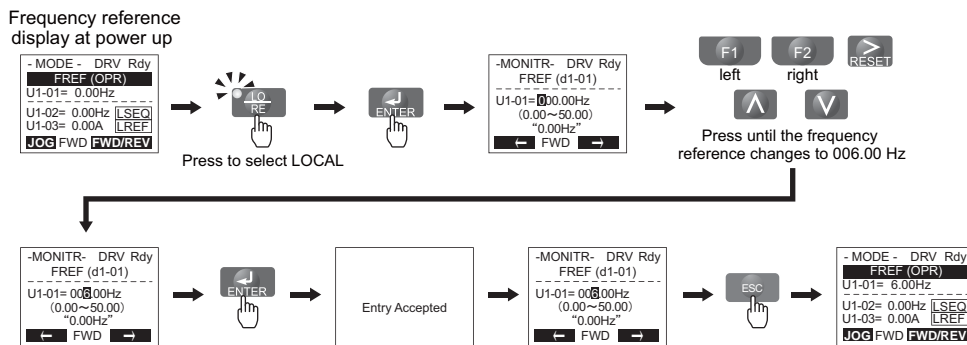 Frequency reference
display at power up
- MODE - DRV Rdy
FREF (OPR)
U1-01= 0.00Hz
U1-02= 0.00Hz LSEQ
U1-03= 0.00A LREF
JOG FWD FWD/REV
LO
RE
Press to select LOCAL
ENTER
-MONITR- DRV Rdy
FREF (d1-01)
U1-01= 000.00Hz
(0.00~50.00)
“0.00Hz”
← FWD →
F1
left
F2
right
>
RESET
∧
∨
Press until the frequency
reference changes to 006.00 Hz
-MONITR- DRV Rdy
FREF (d1-01)
U1-01= 006.00Hz
(0.00~50.00)
“0.00Hz”
← FWD →
ENTER
Entry Accepted
-MONITR- DRV Rdy
FREF (d1-01)
U1-01= 006.00Hz
(0.00~50.00)
“0.00Hz”
← FWD →
ESC
- MODE - DRV Rdy
FREF (OPR)
U1-01= 6.00Hz
U1-02= 0.00Hz LSEQ
U1-03= 0.00A LREF
JOG FWD FWD/REV